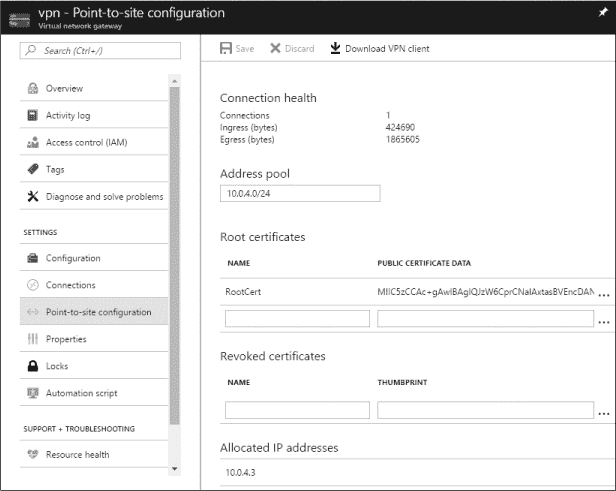 vpn - Point-to-site configuration
Virtual network gateway
Search (Ctrl+/)
Overview
Activity log
Access control (IAM)
Tags
Diagnose and solve problems
SETTINGS
Configuration
Connections
Point-to-site configuration
Properties
Locks
Automation script
SUPPORT + TROUBLESHOOTING
Resource health
Save Discard Download VPN client
Connection health
Connections 1
Ingress (bytes) 424690
Egress (bytes) 1865605
Address pool
10.0.4.0/24
Root certificates
NAME PUBLIC CERTIFICATE DATA
RootCert ...
...
Revoked certificates
NAME THUMBPRINT
...
Allocated IP addresses
10.0.4.3